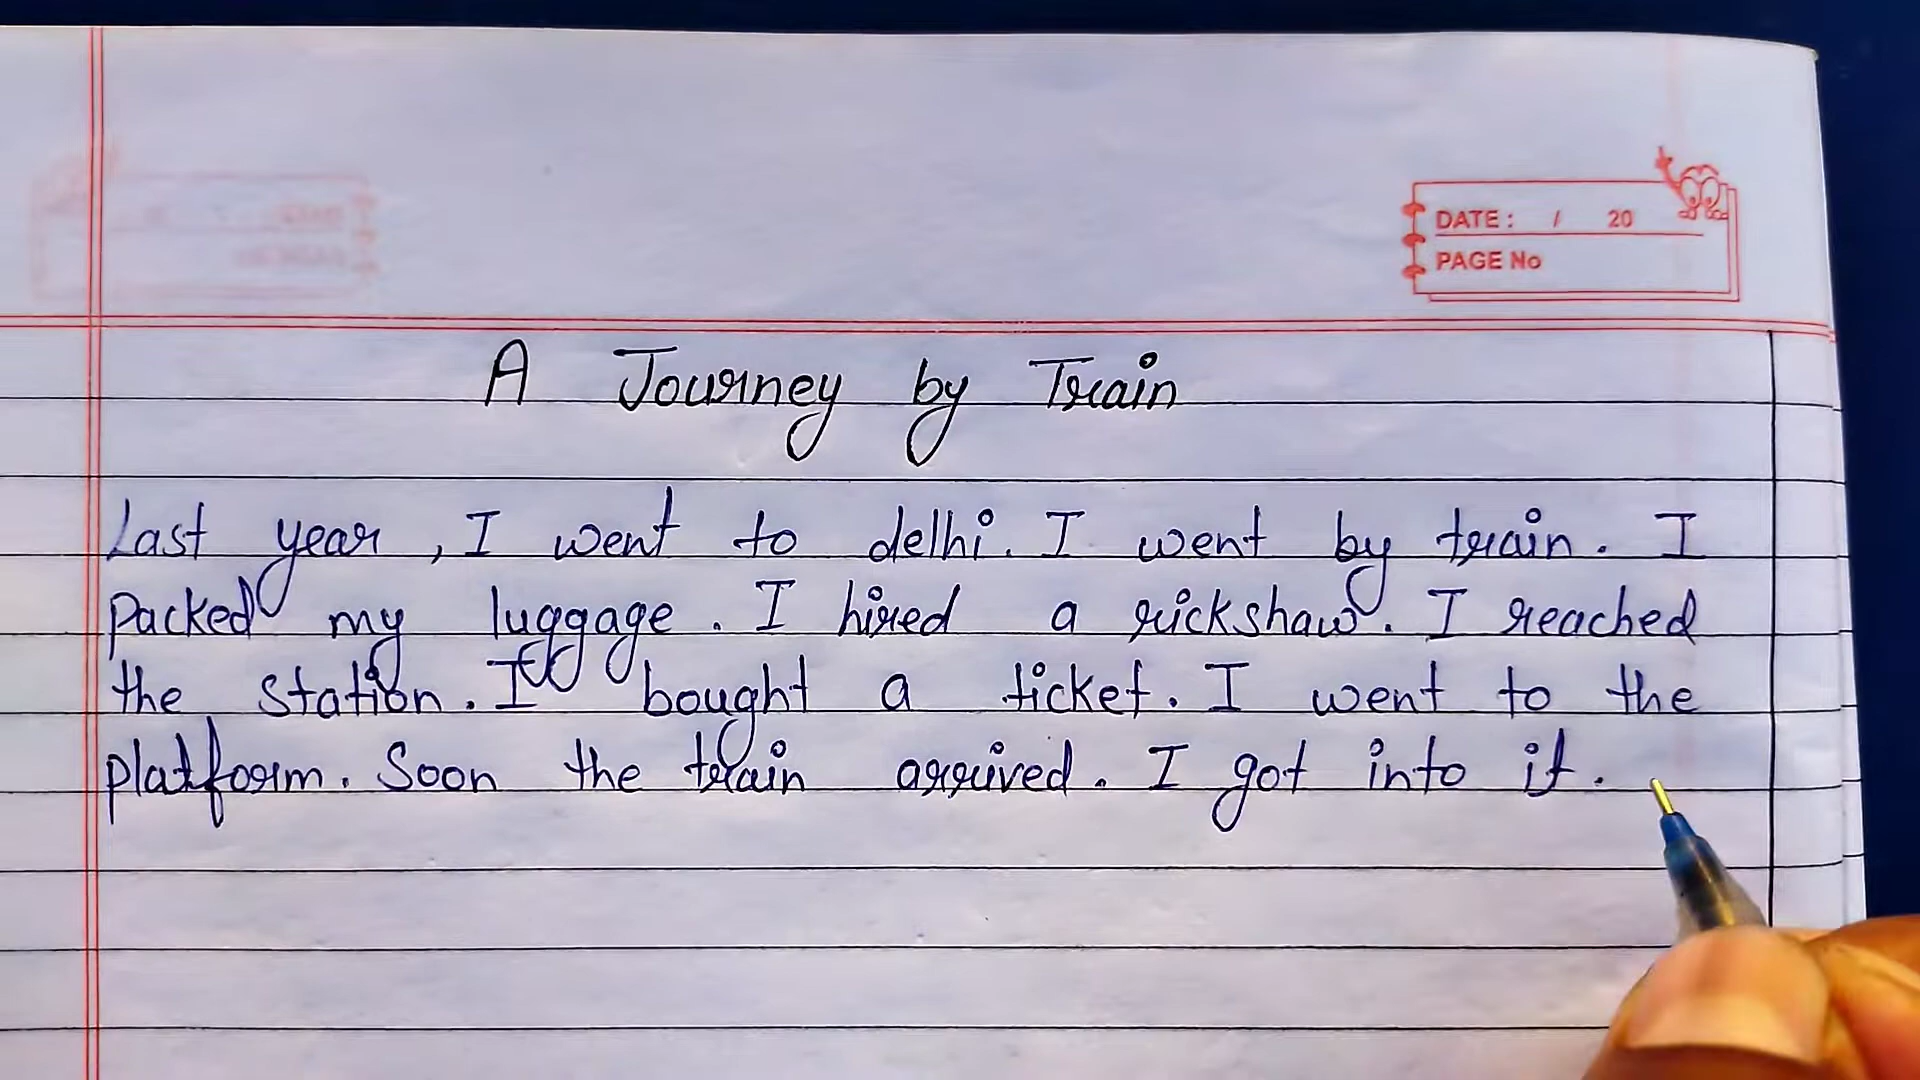 DATE : / 20
PAGE No
A Journey by Train
Last year, I went to delhi. I went by train. I
packed my luggage. I hired a rickshaw. I reached
the station. I bought a ticket. I went to the
platform. Soon the train arrived. I got into it.